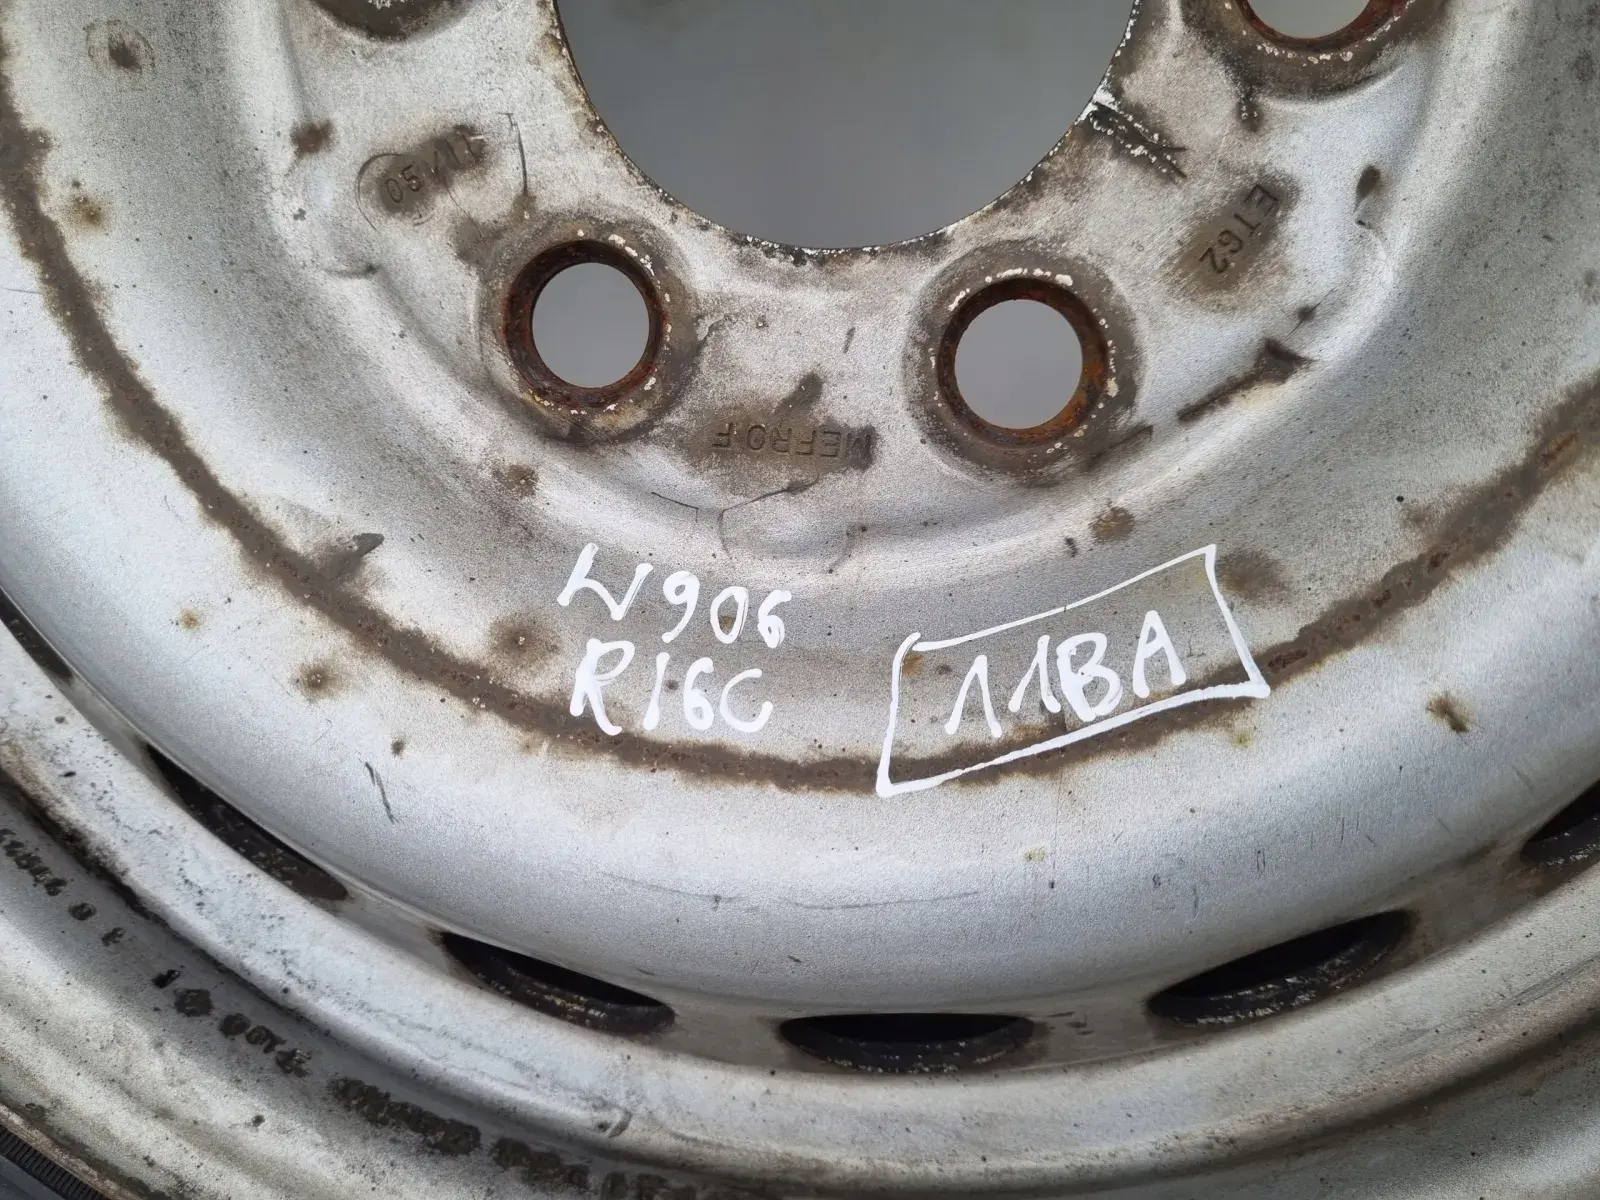 05/11
ET62
MEFRO F
W906
R16C
11BA